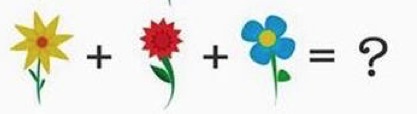 + + = ?